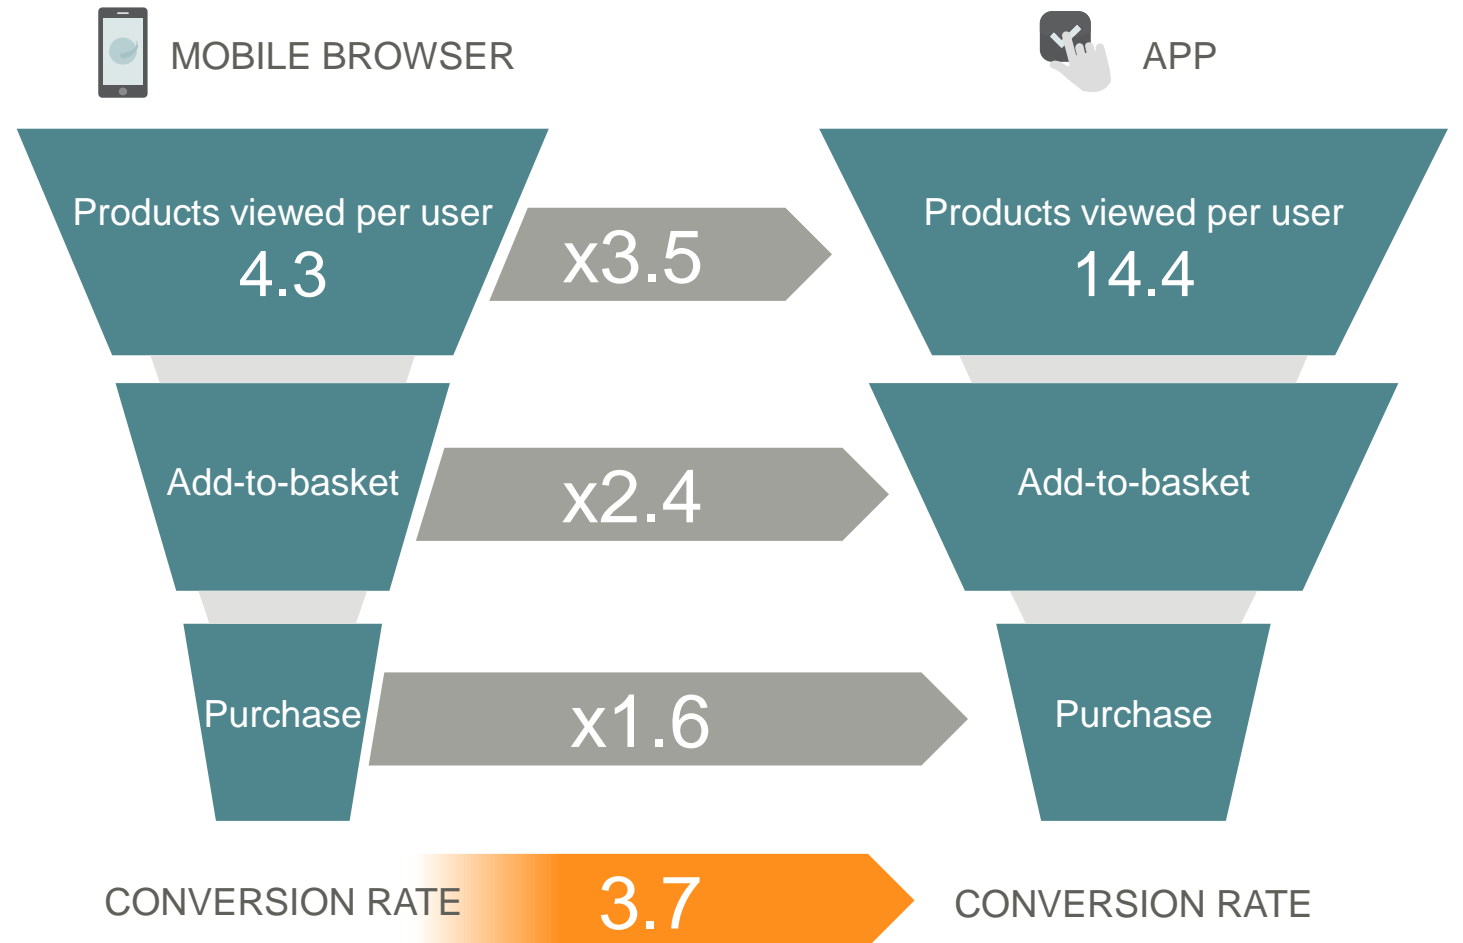 MOBILE BROWSER
APP
Products viewed per user
4.3
x3.5
Products viewed per user
14.4
Add-to-basket
x2.4
Add-to-basket
Purchase
x1.6
Purchase
CONVERSION RATE
3.7
CONVERSION RATE